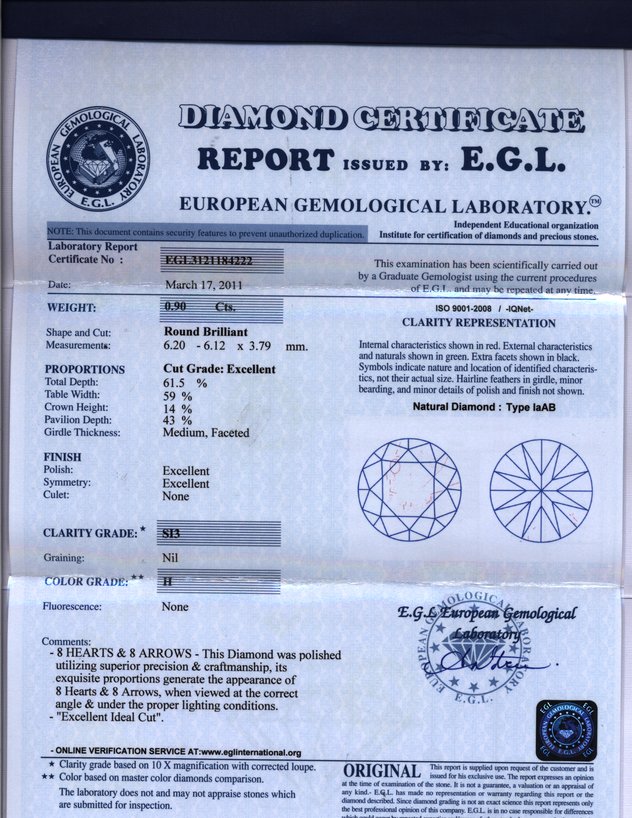 DIAMOND CERTIFICATE
REPORT ISSUED BY: E.G.L.
EUROPEAN GEMOLOGICAL LABORATORY.™
EUROPEAN GEMOLOGICAL LABORATORY
E.G.L.
NOTE: This document contains security features to prevent unauthorized duplication.
Independent Educational organization
Institute for certification of diamonds and precious stones.
Laboratory Report
Certificate No : EGL3121184222
Date: March 17, 2011
This examination has been scientifically carried out
by a Graduate Gemologist using the current procedures
of E.G.L. and may be repeated at any time.
WEIGHT: 0.90 Cts.
Shape and Cut: Round Brilliant
Measurements: 6.20 - 6.12 x 3.79 mm.
PROPORTIONS Cut Grade: Excellent
Total Depth: 61.5 %
Table Width: 59 %
Crown Height: 14 %
Pavilion Depth: 43 %
Girdle Thickness: Medium, Faceted
FINISH
Polish: Excellent
Symmetry: Excellent
Culet: None
CLARITY GRADE:* SI3
Graining: Nil
COLOR GRADE:** H
Fluorescence: None
ISO 9001-2008 / -IQNet-
CLARITY REPRESENTATION
Internal characteristics shown in red. External characteristics
and naturals shown in green. Extra facets shown in black.
Symbols indicate nature and location of identified characteris-
tics, not their actual size. Hairline feathers in girdle, minor
bearding, and minor details of polish and finish not shown.
Natural Diamond : Type IaAB
E.G.L European Gemological
Laboratory
EUROPEAN GEMOLOGICAL LABORATORY
E.G.L.
Comments:
- 8 HEARTS & 8 ARROWS - This Diamond was polished
utilizing superior precision & craftmanship, its
exquisite proportions generate the appearance of
8 Hearts & 8 Arrows, when viewed at the correct
angle & under the proper lighting conditions.
- "Excellent Ideal Cut".
EGL EGL
EGL EGL
- ONLINE VERIFICATION SERVICE AT:www.eglinternational.org
* Clarity grade based on 10 X magnification with corrected loupe.
** Color based on master color diamonds comparison.
The laboratory does not and may not appraise stones which
are submitted for inspection.
ORIGINAL This report is supplied upon request of the customer and is
issued for his exclusive use. The report expresses an opinion
at the time of examination of the stone. It is not a guarantee, a valuation or an appraisal of
any kind.- E.G.L. has made no representation or warranty regarding this report or the
diamond described. Since diamond grading is not an exact science this report represents only
the best professional opinion of this company. E.G.L. is in no case responsible for differences